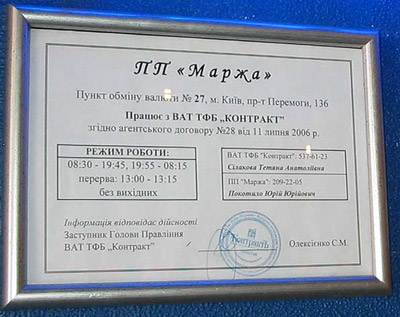 ПП «Маржа»
Пункт обміну валюти № 27, м. Київ, пр-т Перемоги, 136
Працює з ВАТ ТФБ „КОНТРАКТ”
згідно агентського договору №28 від 11 липня 2006 р.
РЕЖИМ РОБОТИ:
08:30 - 19:45, 19:55 - 08:15
перерва: 13:00 - 13:15
без вихідних
ВАТ ТФБ "Контракт": 537-61-23
Сілакова Тетяна Анатоліївна
ПП "Маржа": 209-22-05
Покотило Юрій Юрійович
Інформація відповідає дійсності
Заступник Голови Правління
ВАТ ТФБ „Контракт”
КОНТРАКТЪ
Олексієнко С.М.